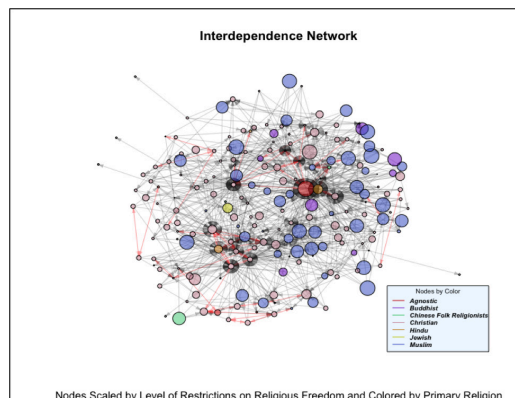 Interdependence Network
Nodes by Color
Agnostic
Buddhist
Chinese Folk Religionists
Christian
Hindu
Jewish
Muslim
Nodes Scaled by Level of Restrictions on Religious Freedom and Colored by Primary Religion